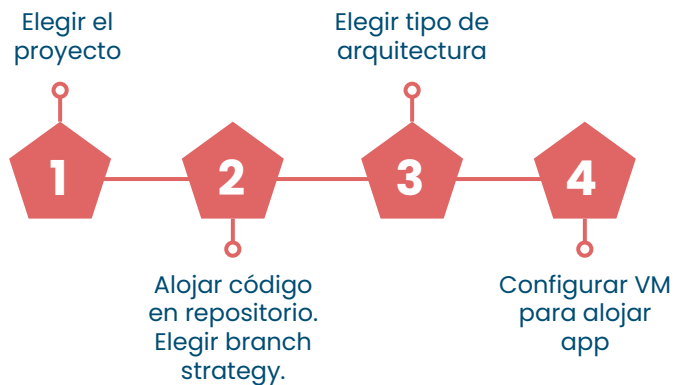 Elegir el
proyecto
Elegir tipo de
arquitectura
1
2
3
4
Alojar código
en repositorio.
Elegir branch
strategy.
Configurar VM
para alojar
app